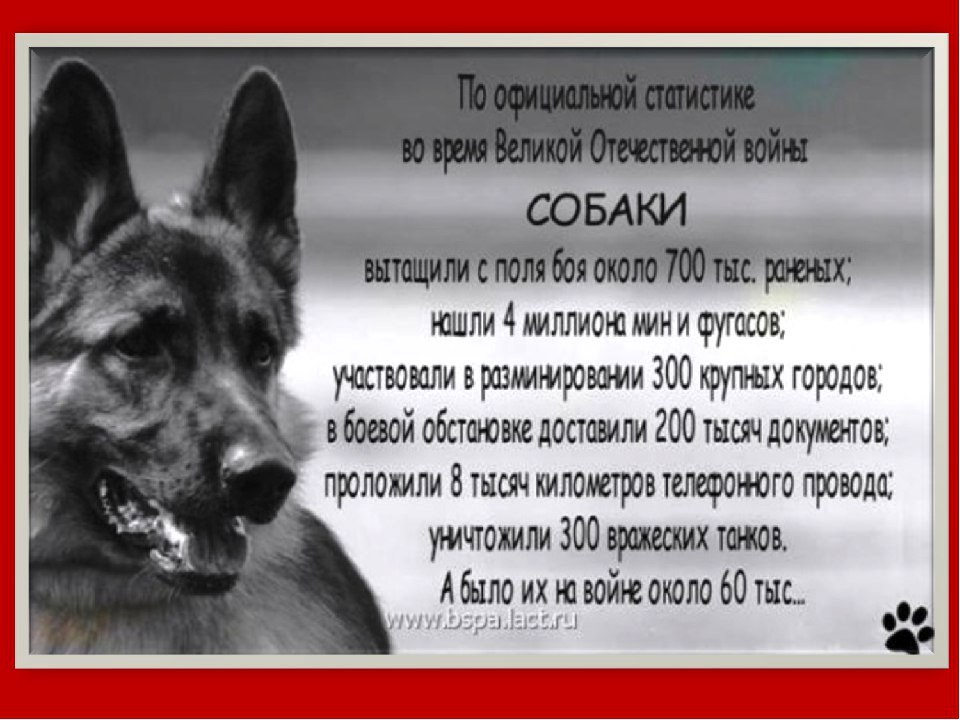 По официальной статистике
во время Великой Отечественной войны
СОБАКИ
вытащили с поля боя около 700 тыс. раненых;
нашли 4 миллиона мин и фугасов;
участвовали в разминировании 300 крупных городов;
в боевой обстановке доставили 200 тысяч документов;
проложили 8 тысяч километров телефонного провода;
уничтожили 300 вражеских танков.
А было их на войне около 60 тыс...
www.bspa.lact.ru